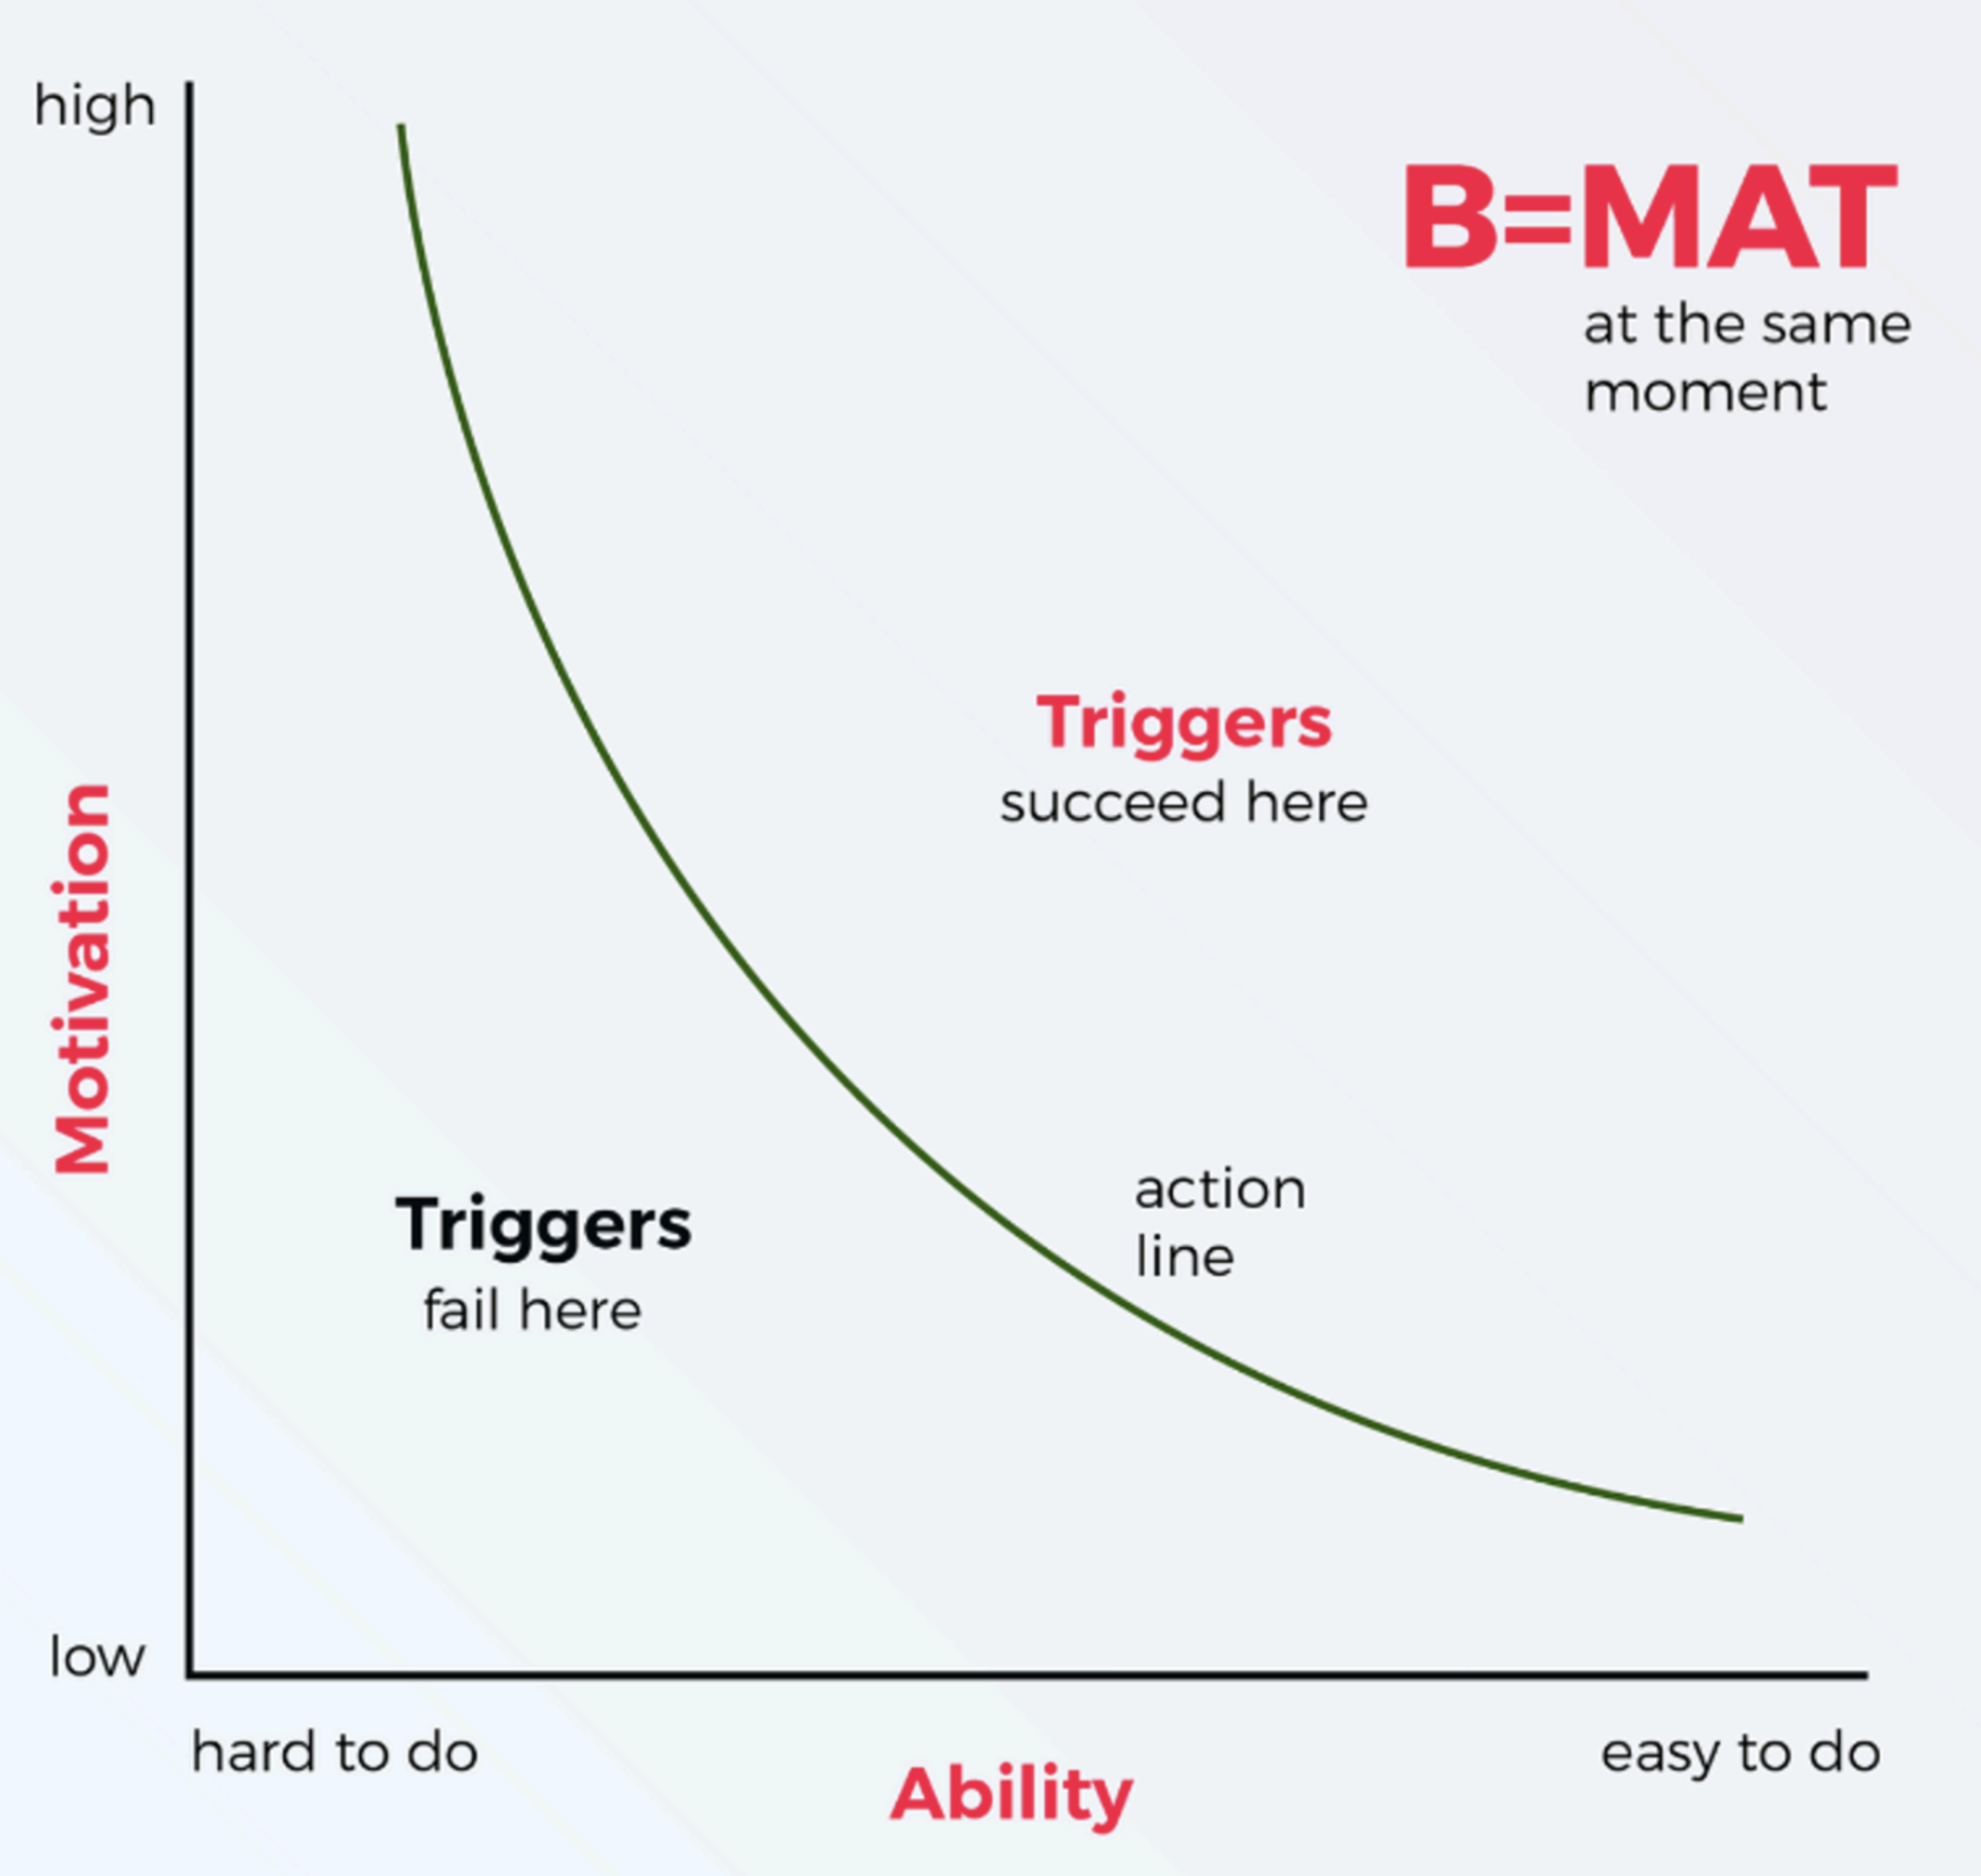 high
B=MAT
at the same
moment
Triggers
succeed here
Motivation
action
line
Triggers
fail here
low
hard to do
easy to do
Ability